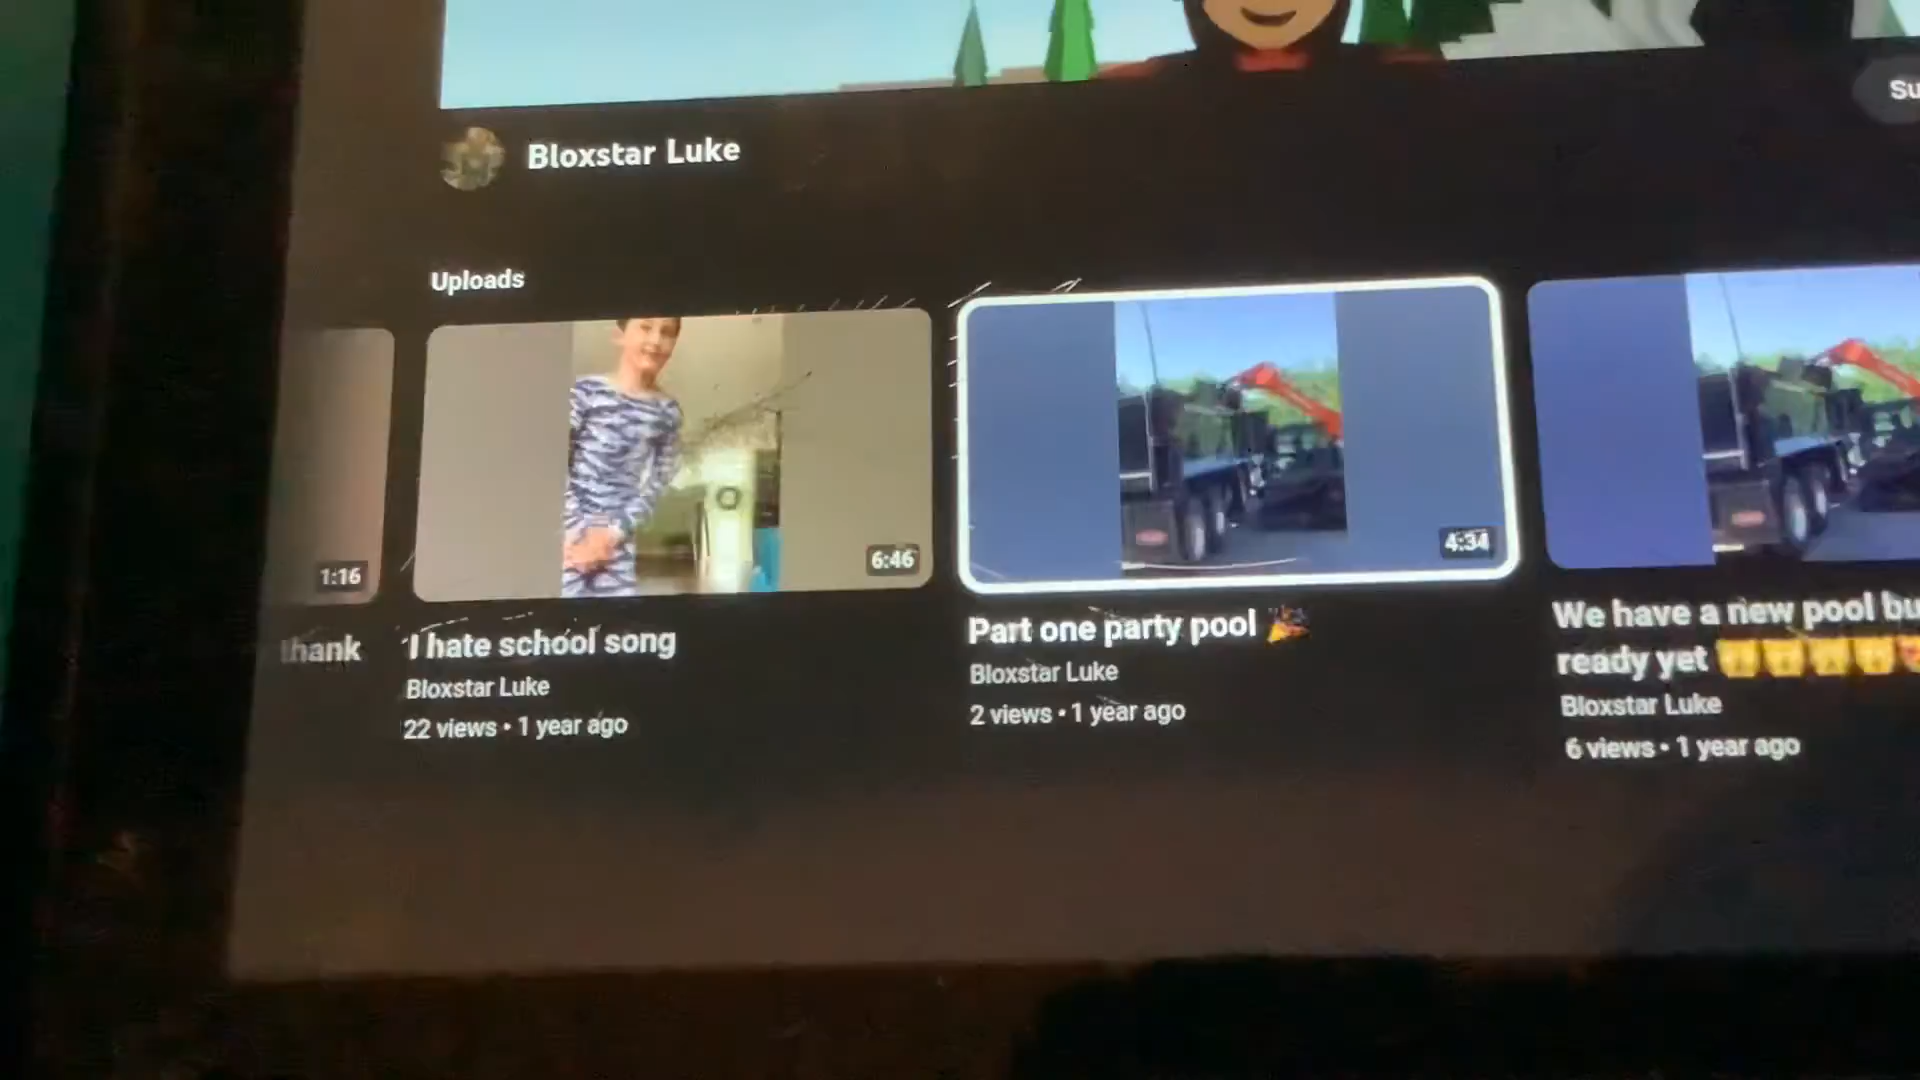 Su
Bloxstar Luke
Uploads
1:16
6:46
4:34
thank
I hate school song
Bloxstar Luke
22 views • 1 year ago
Part one party pool 🎉
Bloxstar Luke
2 views • 1 year ago
We have a new pool bu
ready yet
Bloxstar Luke
6 views • 1 year ago